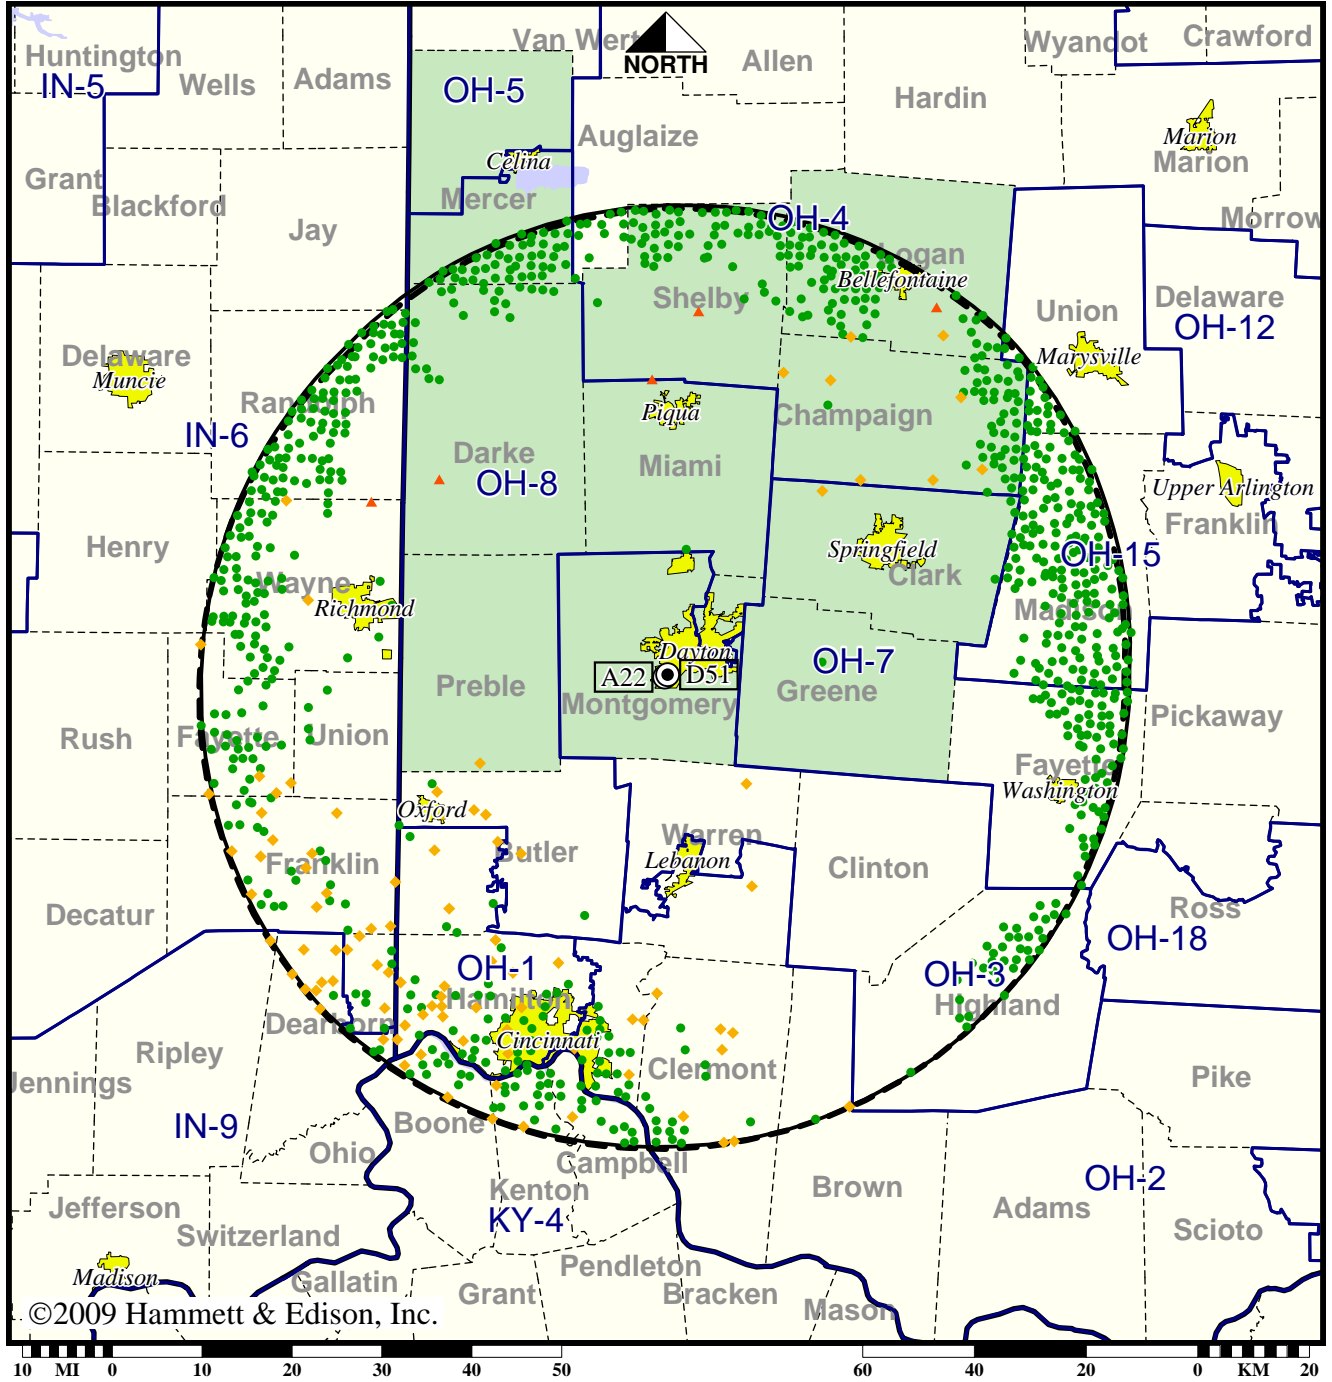 Van Wert
Wyandot
Crawford
Huntington
Allen
NORTH
IN-5
Wells
Adams
OH-5
Hardin
Auglaize
Marion
Marion
Celina
Grant
Blackford
Mercer
Morrow
Jay
OH-4
Logan
Bellefontaine
Shelby
Union
Delaware
OH-12
Delaware
Muncie
Marysville
Randolph
Piqua
Champaign
IN-6
Darke
OH-8
Miami
Upper Arlington
Franklin
Henry
Springfield
Clark
OH-15
Wayne
Richmond
Madison
Dayton
A22
D51
OH-7
Preble
Montgomery
Greene
Pickaway
Rush
Fayette
Union
Fayette
Washington
Oxford
Warren
Butler
Lebanon
Franklin
Clinton
Decatur
Ross
OH-18
OH-1
OH-3
Hamilton
Highland
Dearborn
Cincinnati
Ripley
Clermont
Jennings
Pike
IN-9
Boone
Ohio
Campbell
Kenton
KY-4
Brown
OH-2
Adams
Jefferson
Switzerland
Scioto
Madison
Gallatin
Pendleton
Grant
Bracken
Mason
©2009 Hammett & Edison, Inc.
10 MI 0 10 20 30 40 50 60 40 20 0 KM 20